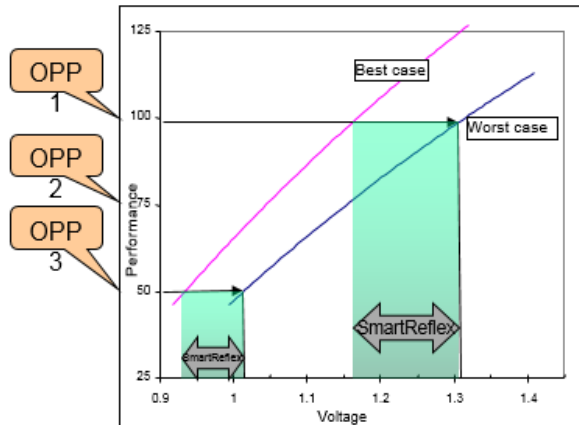 OPP
1
OPP
2
OPP
3
125
100
75
50
25
Performance
Best case
Worst case
SmartReflex
SmartReflex
0.9
1
1.1
1.2
1.3
1.4
Voltage